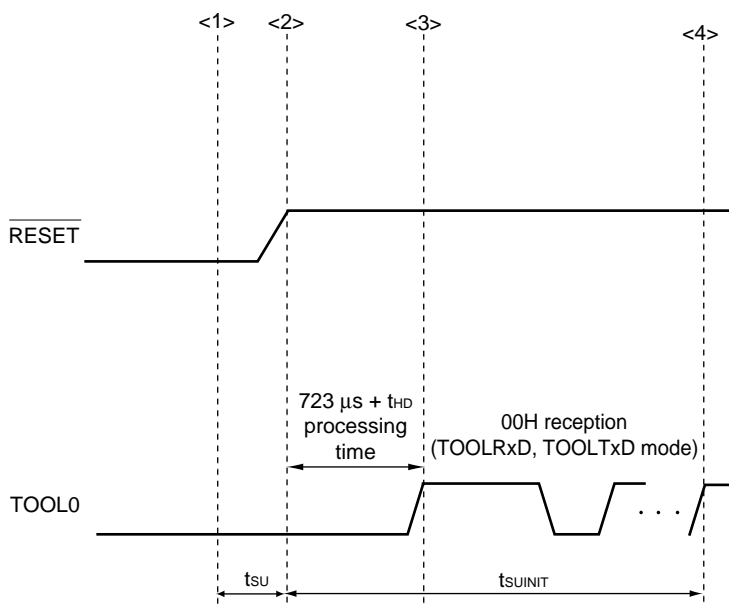 <1>
<2>
<3>
<4>
RESET
723 μs + tHD
processing
time
00H reception
(TOOLRxD, TOOLTxD mode)
TOOL0
. . .
tSU
tSUINIT